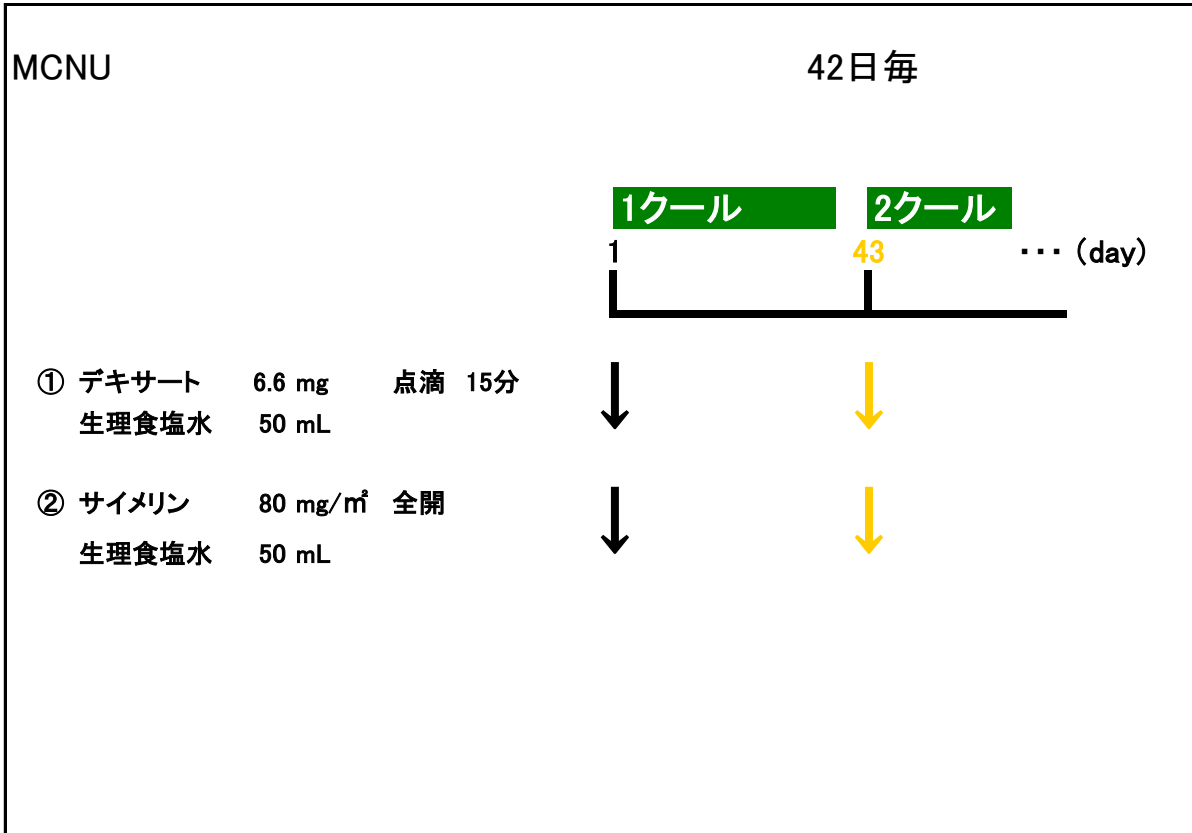 MCNU 42日毎
1クール 2クール
1 43 ･･･ (day)
① デキサート 6.6 mg 点滴 15分
生理食塩水 50 mL
② サイメリン 80 mg/㎡ 全開
生理食塩水 50 mL